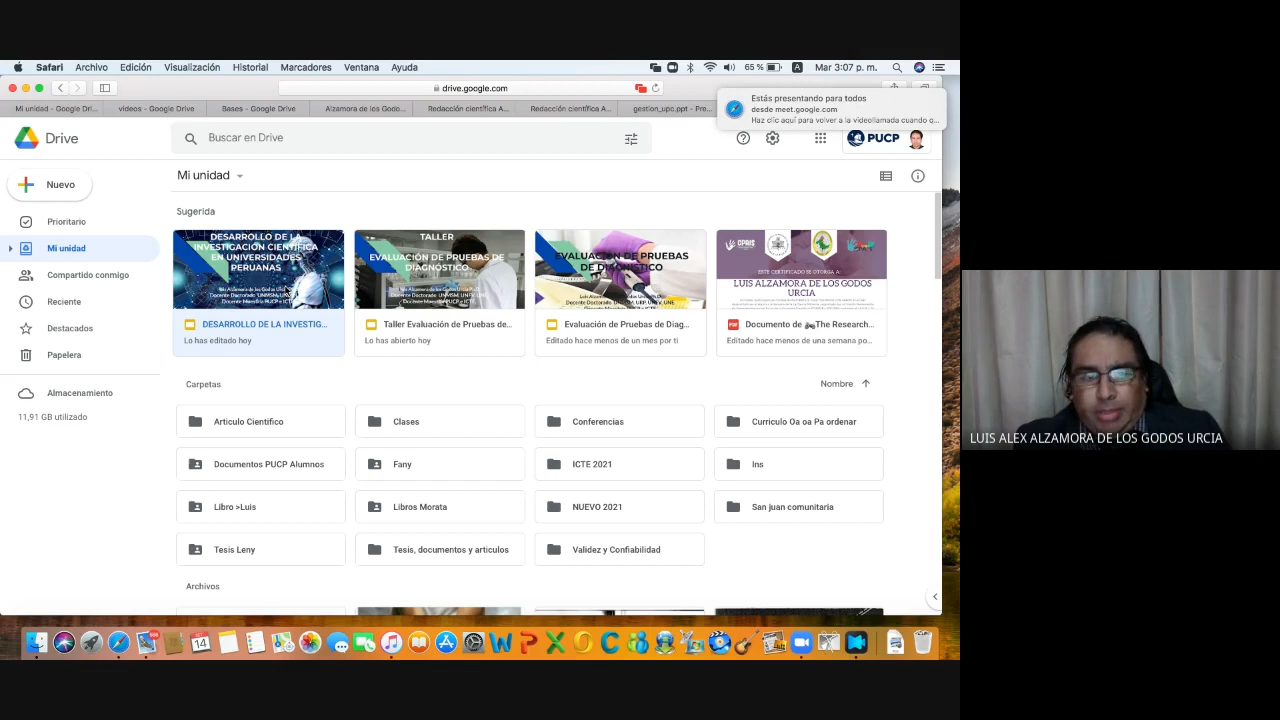 Safari Archivo Edición Visualización Historial Marcadores Ventana Ayuda 65 % A Mar 3:07 p. m.
drive.google.com
Mi unidad - Google Dri... videos - Google Drive Bases - Google Drive Alzamora de los Godo... Redacción científica A... Redacción científica A... gestion_upc.ppt - Pre...
Estás presentando para todos
desde meet.google.com
Haz clic aquí para volver a la videollamada cuando q...
Drive
Buscar en Drive
PUCP
Nuevo
Mi unidad
Prioritario
Mi unidad
Compartido conmigo
Reciente
Destacados
Papelera
Almacenamiento
11,91 GB utilizado
Sugerida
DESARROLLO DE LA
INVESTIGACIÓN CIENTÍFICA
EN UNIVERSIDADES
PERUANAS
DESARROLLO DE LA INVESTIG...
Lo has editado hoy
TALLER
EVALUACIÓN DE PRUEBAS DE
DIAGNÓSTICO
Taller Evaluación de Pruebas de...
Lo has abierto hoy
EVALUACIÓN DE PRUEBAS
DE DIAGNÓSTICO
Evaluación de Pruebas de Diag...
Editado hace menos de un mes por ti
CPAIS
ESTE CERTIFICADO SE OTORGA A:
LUIS ALZAMORA DE LOS GODOS
URCIA
PDF
Documento de The Research...
Editado hace menos de una semana po...
Carpetas
Nombre
Articulo Cientifico
Clases
Conferencias
Currículo Oa oa Pa ordenar
Documentos PUCP Alumnos
Fany
ICTE 2021
Ins
Libro >Luis
Libros Morata
NUEVO 2021
San juan comunitaria
Tesis Leny
Tesis, documentos y articulos
Validez y Confiabilidad
Archivos
14
LUIS ALEX ALZAMORA DE LOS GODOS URCIA